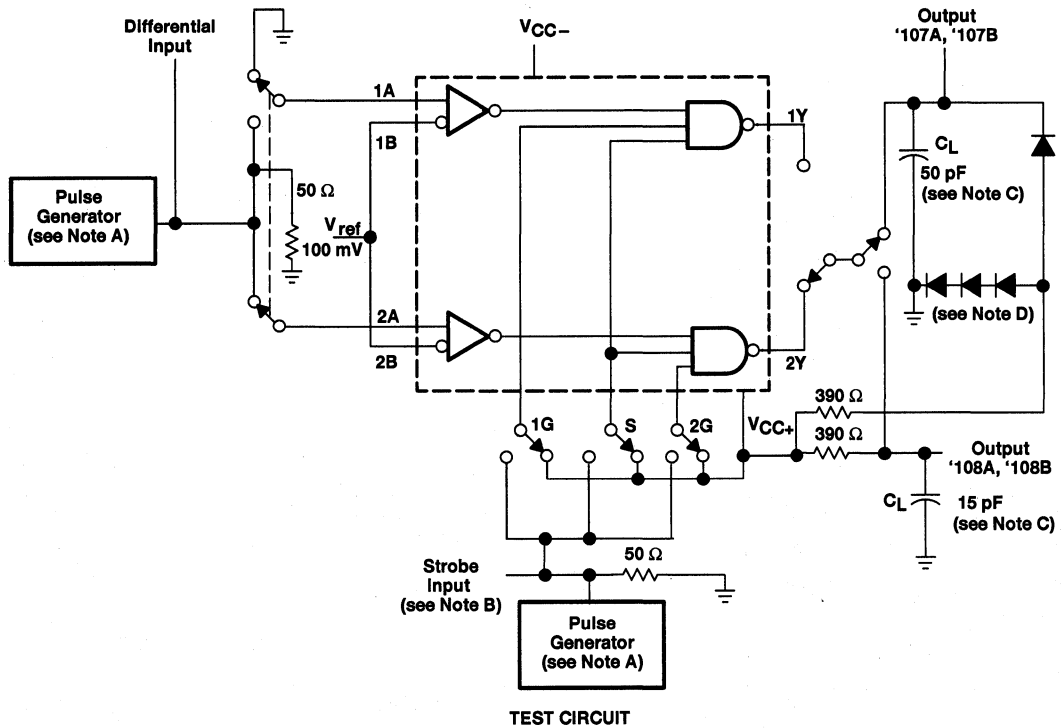 Differential
Input
VCC−
Output
‘107A, ‘107B
1A
1B
1Y
CL
50 pF
(see Note C)
50 Ω
Pulse
Generator
(see Note A)
Vref
100 mV
(see Note D)
2A
2B
2Y
390 Ω
1G
S
2G
VCC+
390 Ω
Output
‘108A, ‘108B
CL
15 pF
(see Note C)
50 Ω
Strobe
Input
(see Note B)
Pulse
Generator
(see Note A)
TEST CIRCUIT